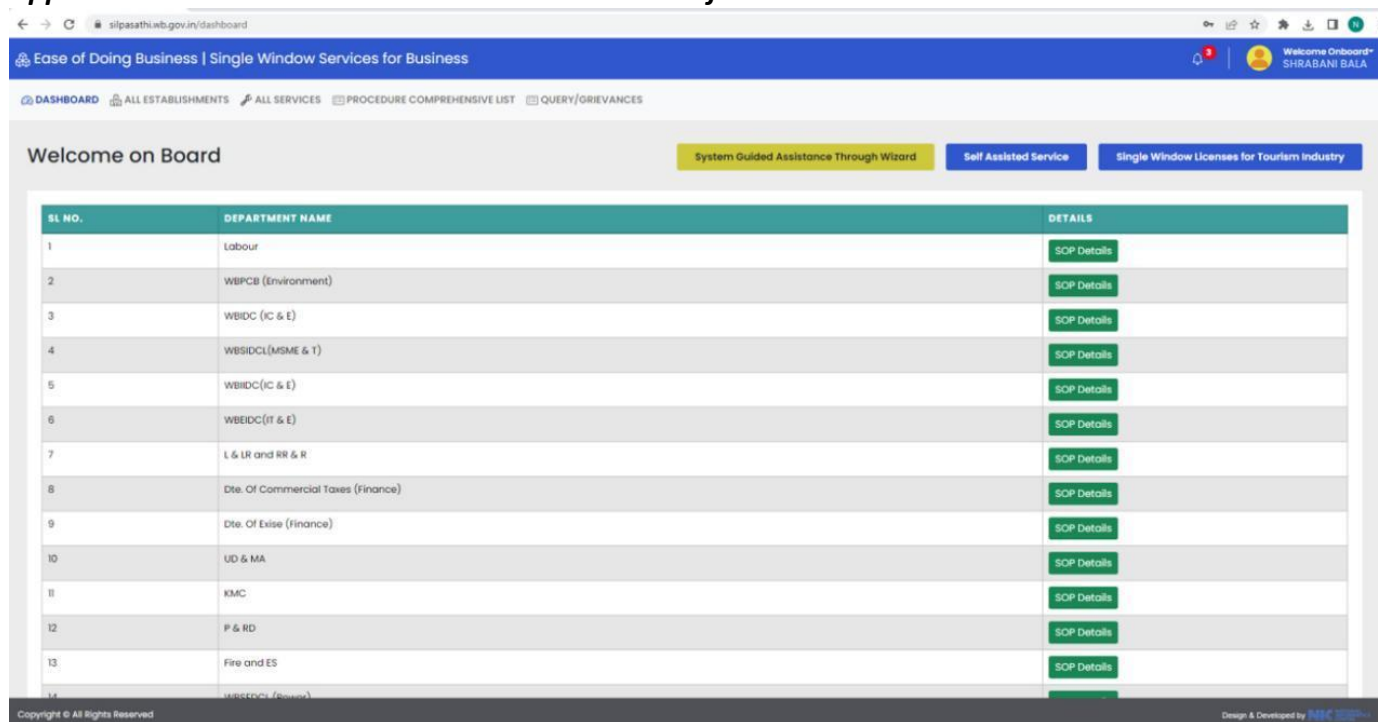 silpasathi.wb.gov.in/dashboard
N
Ease of Doing Business | Single Window Services for Business
3
Welcome Onboard
SHRABANI BALA
DASHBOARD ALL ESTABLISHMENTS ALL SERVICES PROCEDURE COMPREHENSIVE LIST QUERY/GRIEVANCES
Welcome on Board
System Guided Assistance Through Wizard
Self Assisted Service
Single Window Licenses for Tourism Industry
SL NO. DEPARTMENT NAME DETAILS
1 Labour SOP Details
2 WBPCB (Environment) SOP Details
3 WBIDC (IC & E) SOP Details
4 WBSIDCL(MSME & T) SOP Details
5 WBIIDC(IC & E) SOP Details
6 WBEIDC(IT & E) SOP Details
7 L & LR and RR & R SOP Details
8 Dte. Of Commercial Taxes (Finance) SOP Details
9 Dte. Of Exise (Finance) SOP Details
10 UD & MA SOP Details
11 KMC SOP Details
12 P & RD SOP Details
13 Fire and ES SOP Details
14 WBSEDCL (Power)
Copyright © All Rights Reserved
Design & Developed by NIC